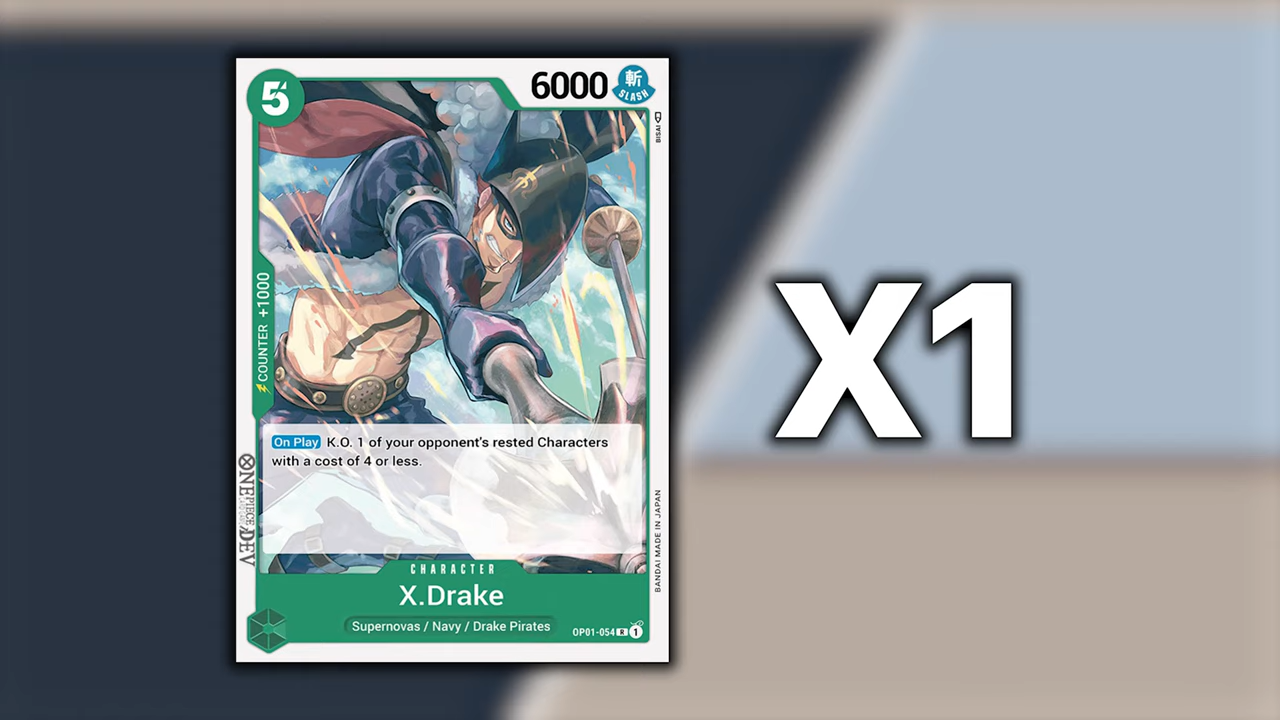 5
6000
斬
SLASH
BISAI
COUNTER +1000
On Play K.O. 1 of your opponent's rested Characters
with a cost of 4 or less.
ONE PIECE
DEV
BANDAI MADE IN JAPAN
CHARACTER
X.Drake
Supernovas / Navy / Drake Pirates
OP01-054 R 1
X1